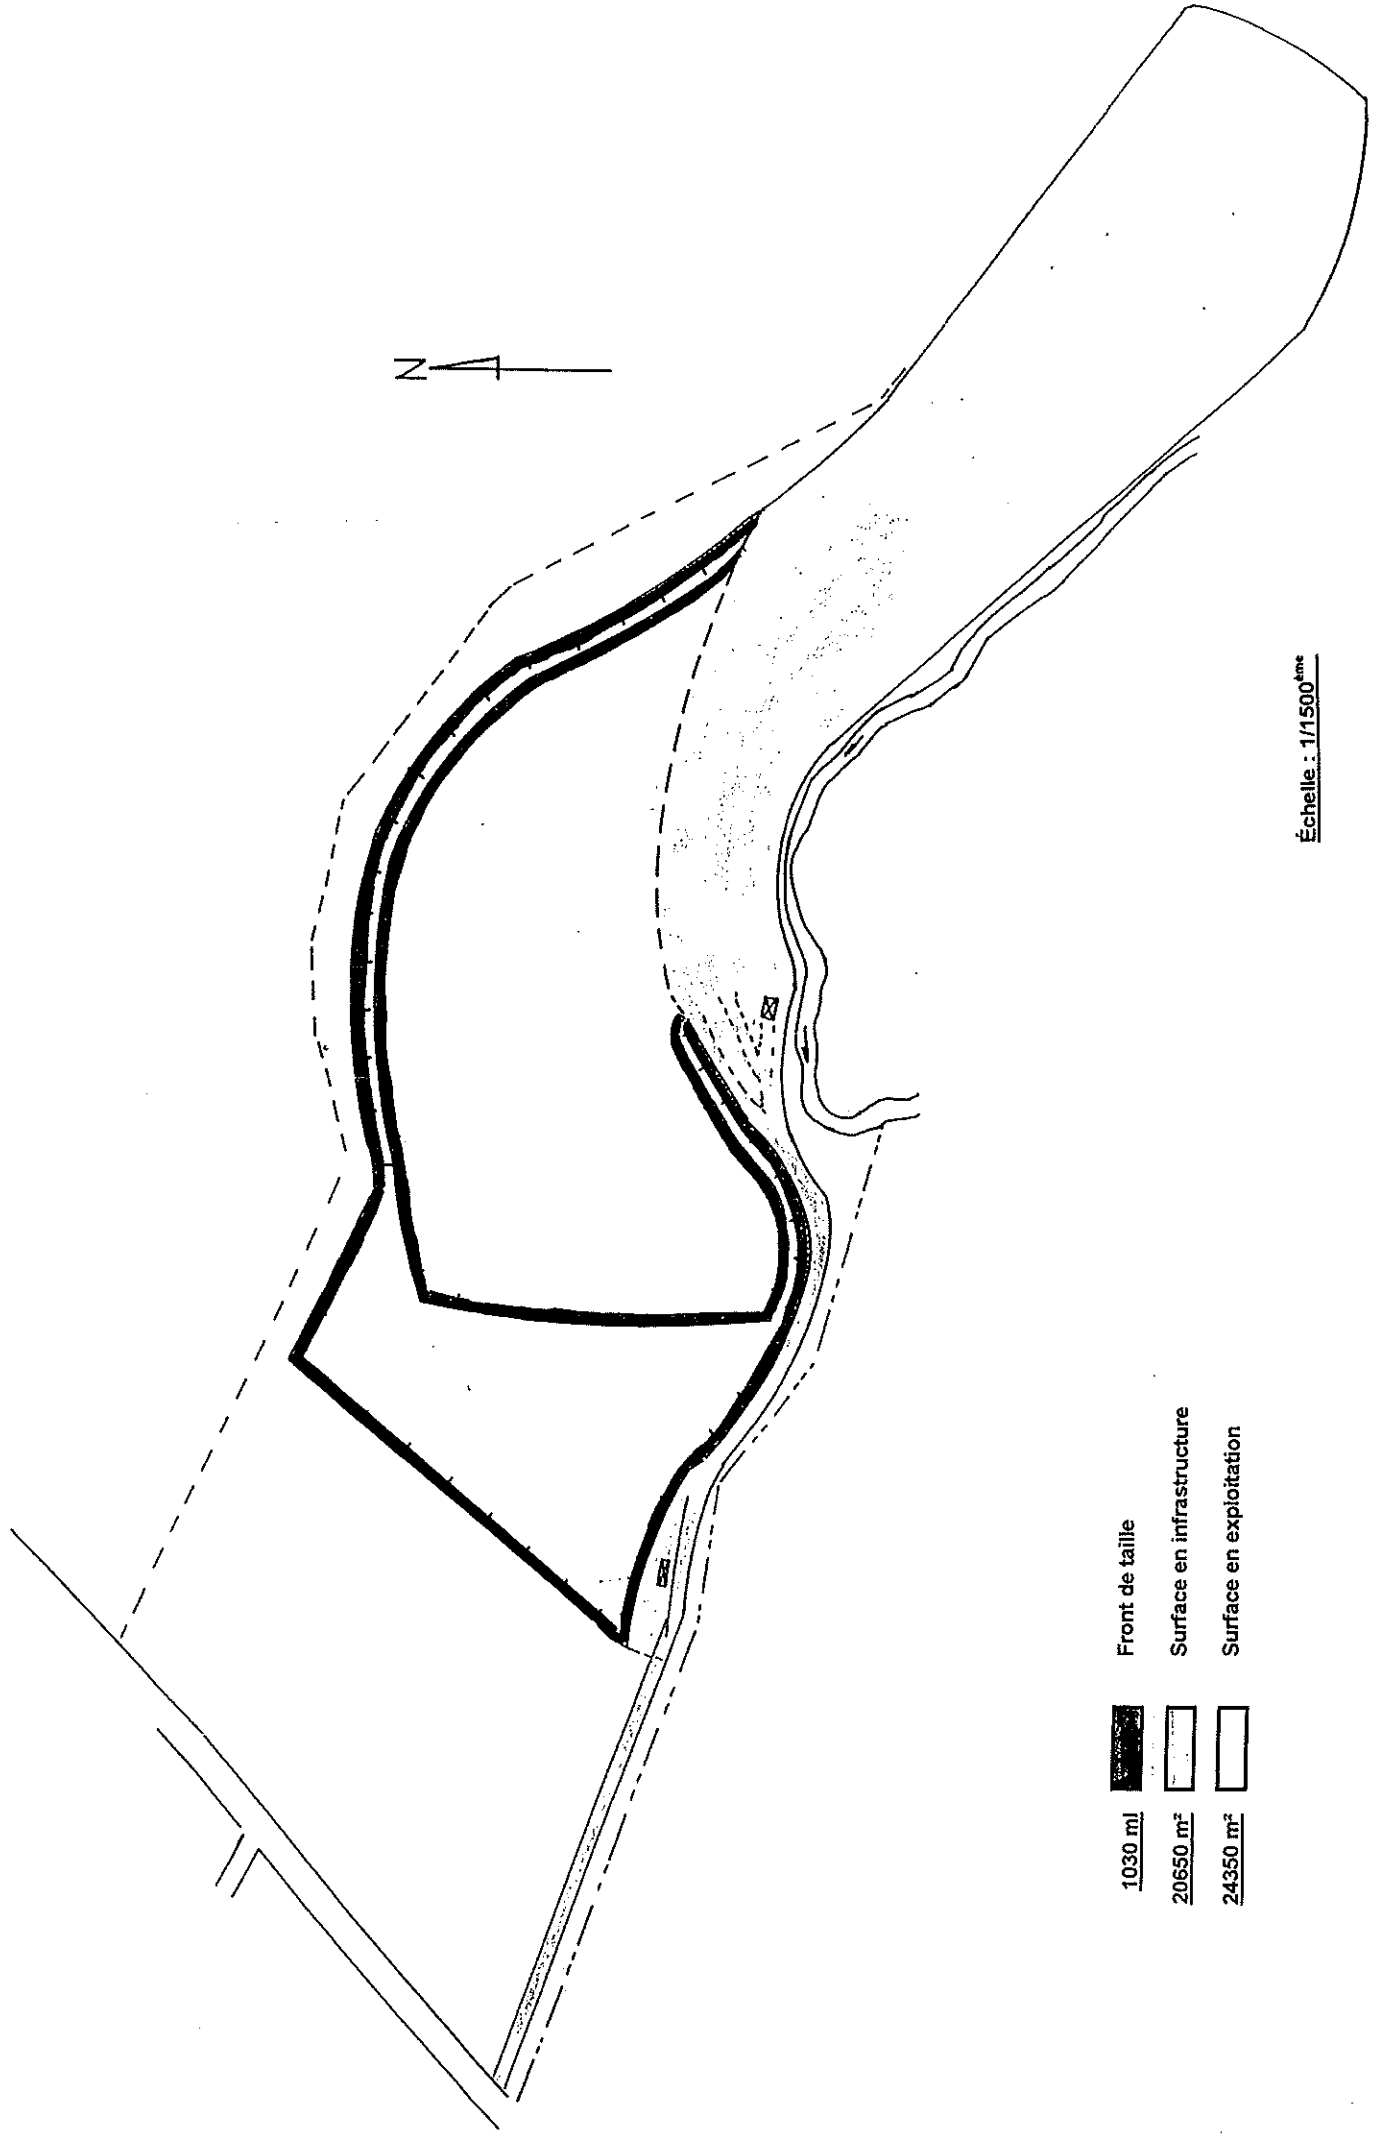 N
Échelle : 1/1500ème
1030 ml Front de taille
20650 m² Surface en infrastructure
24350 m² Surface en exploitation